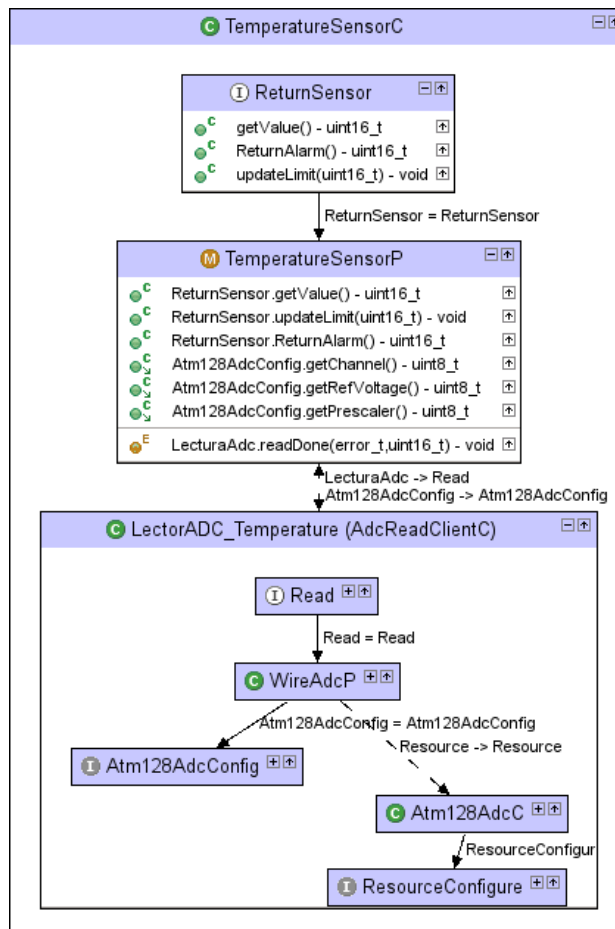 C TemperatureSensorC
I ReturnSensor
C getValue() - uint16_t
C ReturnAlarm() - uint16_t
C updateLimit(uint16_t) - void
ReturnSensor = ReturnSensor
M TemperatureSensorP
C ReturnSensor.getValue() - uint16_t
C ReturnSensor.updateLimit(uint16_t) - void
C ReturnSensor.ReturnAlarm() - uint16_t
C Atm128AdcConfig.getChannel() - uint8_t
C Atm128AdcConfig.getRefVoltage() - uint8_t
C Atm128AdcConfig.getPrescaler() - uint8_t
E LecturaAdc.readDone(error_t,uint16_t) - void
LecturaAdc -> Read
Atm128AdcConfig -> Atm128AdcConfig
C LectorADC_Temperature (AdcReadClientC)
I Read
Read = Read
C WireAdcP
Atm128AdcConfig = Atm128AdcConfig
Resource -> Resource
I Atm128AdcConfig
C Atm128AdcC
ResourceConfigur
I ResourceConfigure